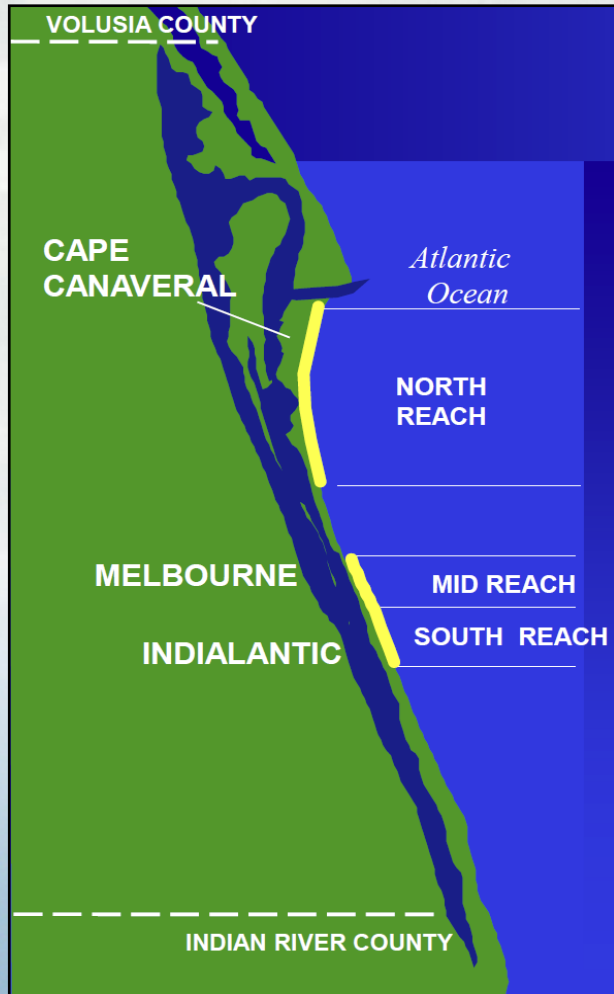 VOLUSIA COUNTY
CAPE
CANAVERAL
Atlantic
Ocean
NORTH
REACH
MELBOURNE
MID REACH
INDIALANTIC
SOUTH REACH
INDIAN RIVER COUNTY